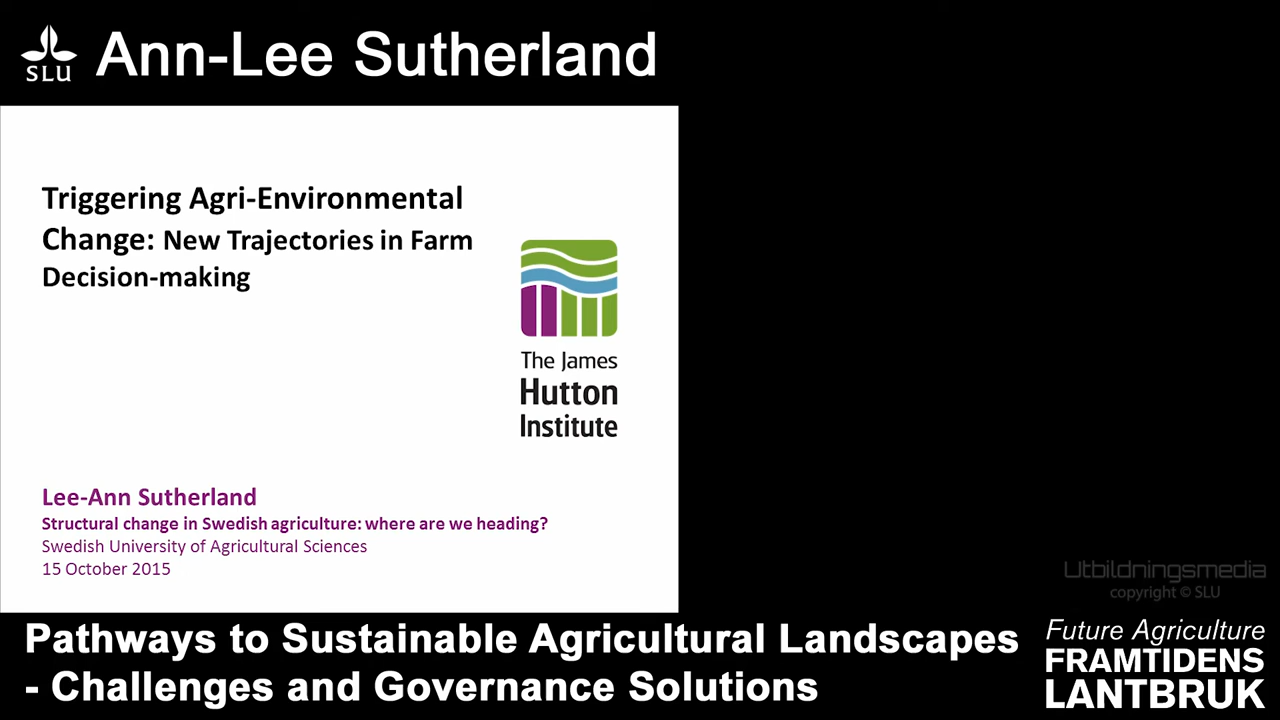 SLU
Ann-Lee Sutherland
Triggering Agri-Environmental
Change: New Trajectories in Farm
Decision-making
The James
Hutton
Institute
Lee-Ann Sutherland
Structural change in Swedish agriculture: where are we heading?
Swedish University of Agricultural Sciences
15 October 2015
Utbildningsmedia
copyright © SLU
Pathways to Sustainable Agricultural Landscapes
- Challenges and Governance Solutions
Future Agriculture
FRAMTIDENS
LANTBRUK